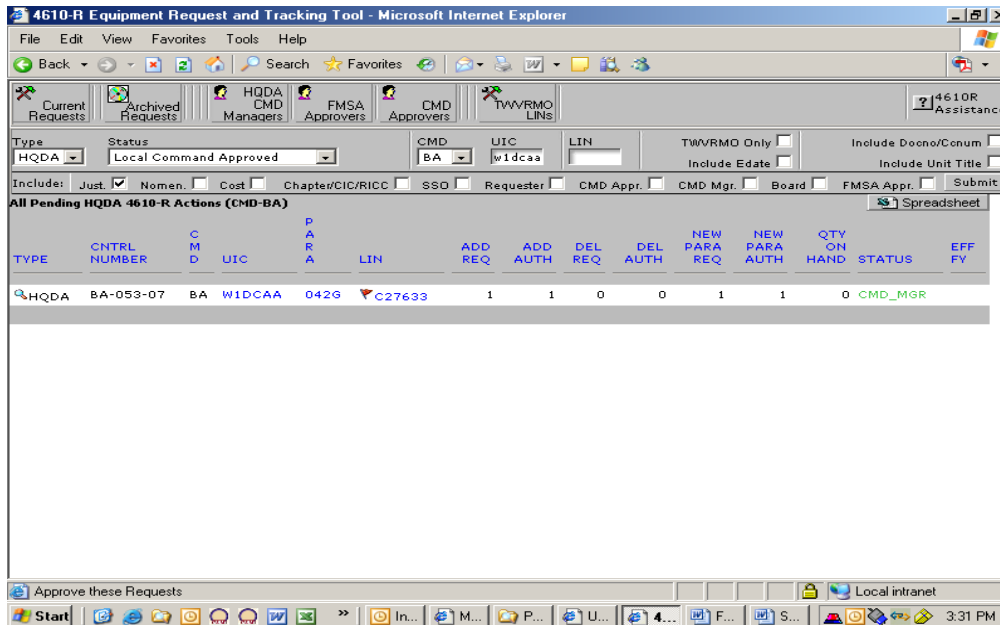 4610-R Equipment Request and Tracking Tool - Microsoft Internet Explorer
File Edit View Favorites Tools Help
Back Search Favorites
Current Requests Archived Requests HQDA CMD Managers FMSA Approvers CMD Approvers TWVRMO LINs ? 4610R Assistanc
Type Status CMD UIC LIN TWVRMO Only Include Docno/Ccnum
HQDA Local Command Approved BA w1dcaa Include Edate Include Unit Title
Include: Just. Nomen. Cost Chapter/CIC/RICC SSO Requester CMD Appr. CMD Mgr. Board FMSA Appr. Submit
All Pending HQDA 4610-R Actions (CMD-BA) Spreadsheet
TYPE CNTRL NUMBER CMD UIC PARA LIN ADD REQ ADD AUTH DEL REQ DEL AUTH NEW PARA REQ NEW PARA AUTH QTY ON HAND STATUS EFF FY
HQDA BA-053-07 BA W1DCAA 042G C27633 1 1 0 0 1 1 0 CMD_MGR
Approve these Requests Local intranet
Start » In... M... P... U... 4... F... S... 3:31 PM